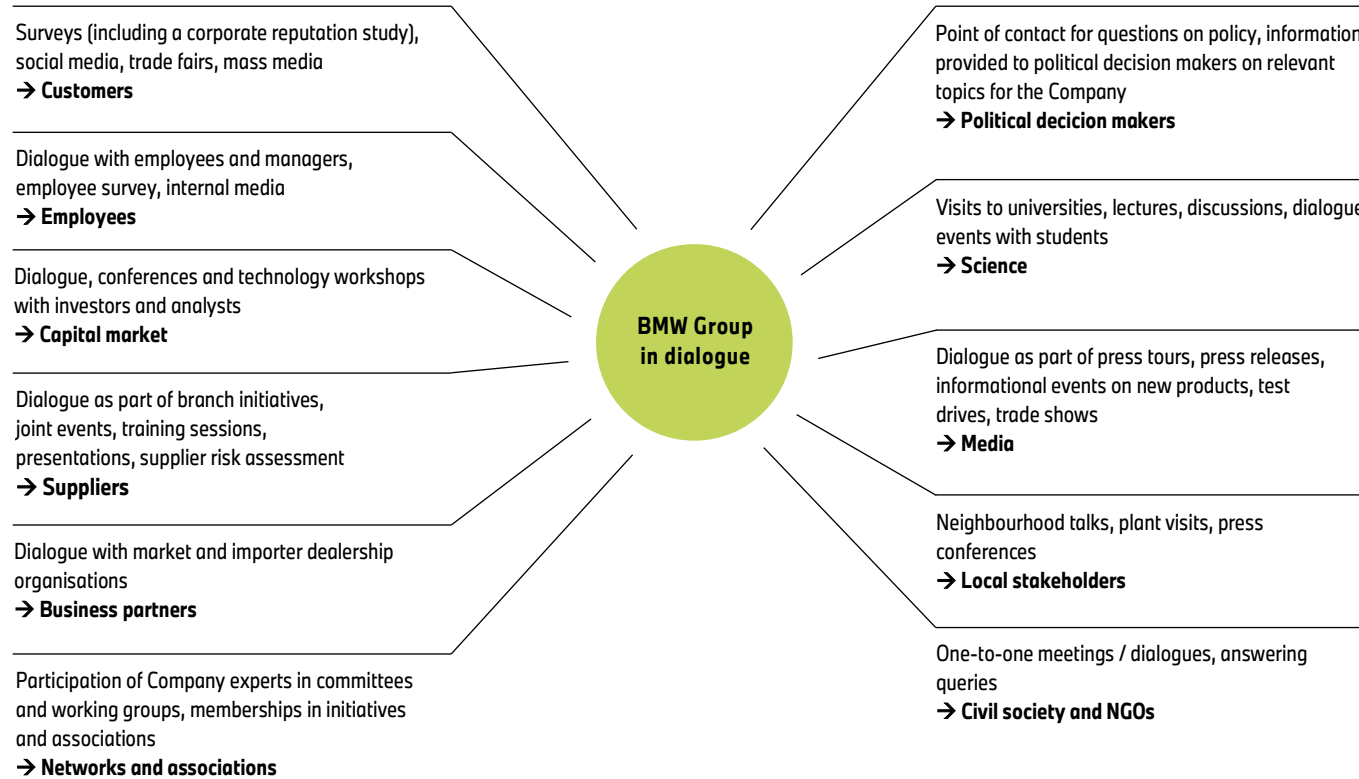 Surveys (including a corporate reputation study),
social media, trade fairs, mass media
→ Customers
Dialogue with employees and managers,
employee survey, internal media
→ Employees
Dialogue, conferences and technology workshops
with investors and analysts
→ Capital market
Dialogue as part of branch initiatives,
joint events, training sessions,
presentations, supplier risk assessment
→ Suppliers
Dialogue with market and importer dealership
organisations
→ Business partners
Participation of Company experts in committees
and working groups, memberships in initiatives
and associations
→ Networks and associations
BMW Group
in dialogue
Point of contact for questions on policy, information
provided to political decision makers on relevant
topics for the Company
→ Political decicion makers
Visits to universities, lectures, discussions, dialogue
events with students
→ Science
Dialogue as part of press tours, press releases,
informational events on new products, test
drives, trade shows
→ Media
Neighbourhood talks, plant visits, press
conferences
→ Local stakeholders
One-to-one meetings / dialogues, answering
queries
→ Civil society and NGOs